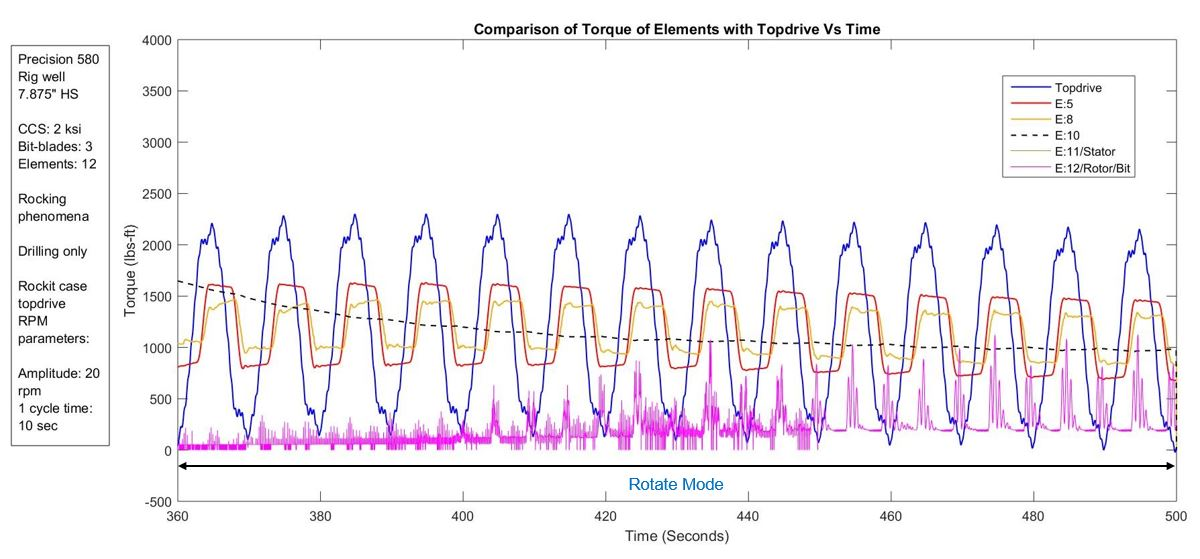 Comparison of Torque of Elements with Topdrive Vs Time
Precision 580
Rig well
7.875" HS
CCS: 2 ksi
Bit-blades: 3
Elements: 12
Rocking
phenomena
Drilling only
Rockit case
topdrive
RPM
parameters:
Amplitude: 20
rpm
1 cycle time:
10 sec
Torque (lbs-ft)
4000
3500
3000
2500
2000
1500
1000
500
0
-500
Topdrive
E:5
E:8
E:10
E:11/Stator
E:12/Rotor/Bit
Rotate Mode
360
380
400
420
440
460
480
500
Time (Seconds)